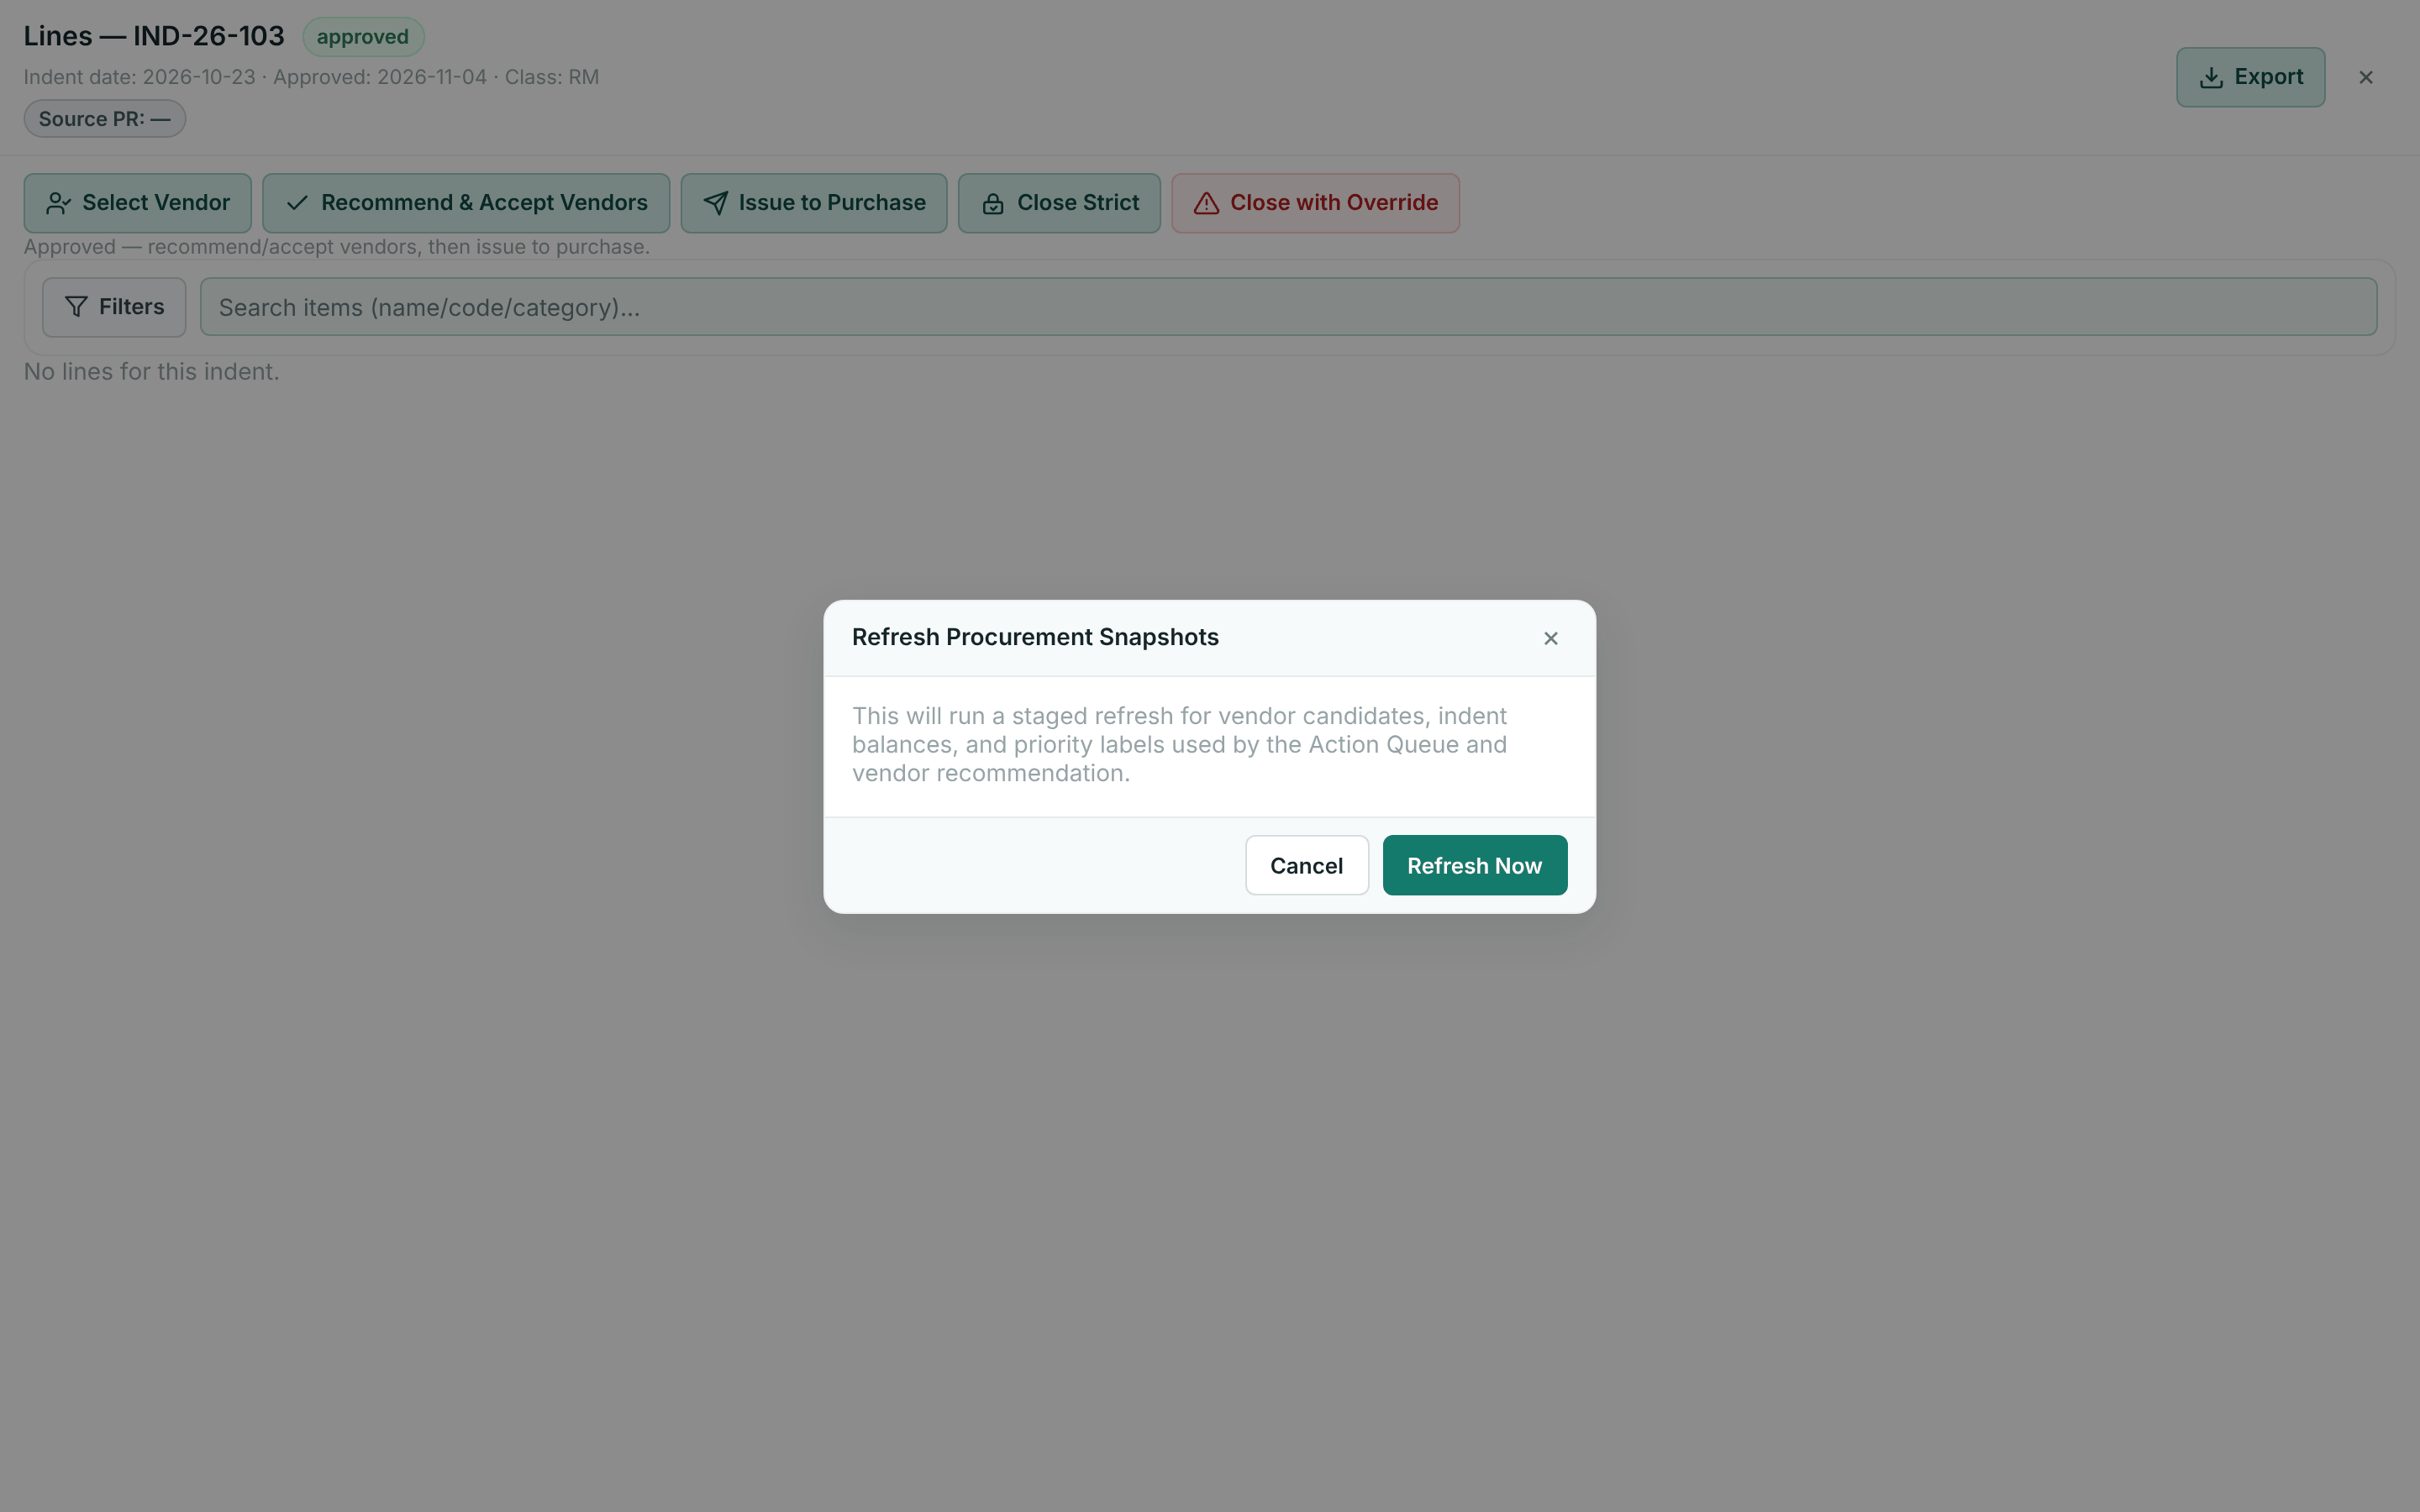 Lines — IND-26-103
approved
Indent date: 2026-10-23 · Approved: 2026-11-04 · Class: RM
Source PR: —
Export
Select Vendor
Recommend & Accept Vendors
Issue to Purchase
Close Strict
Close with Override
Approved — recommend/accept vendors, then issue to purchase.
Filters
Search items (name/code/category)...
No lines for this indent.
Refresh Procurement Snapshots
This will run a staged refresh for vendor candidates, indent
balances, and priority labels used by the Action Queue and
vendor recommendation.
Cancel
Refresh Now